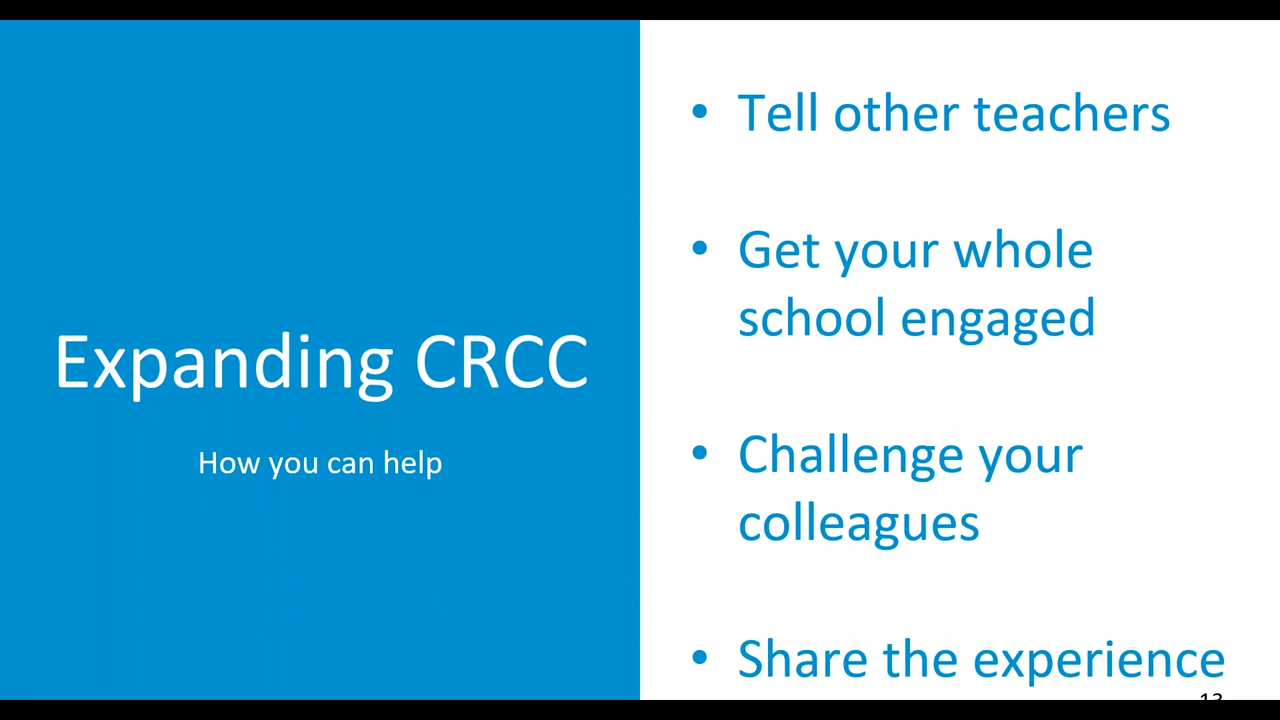 Expanding CRCC
How you can help
• Tell other teachers
• Get your whole
school engaged
• Challenge your
colleagues
• Share the experience